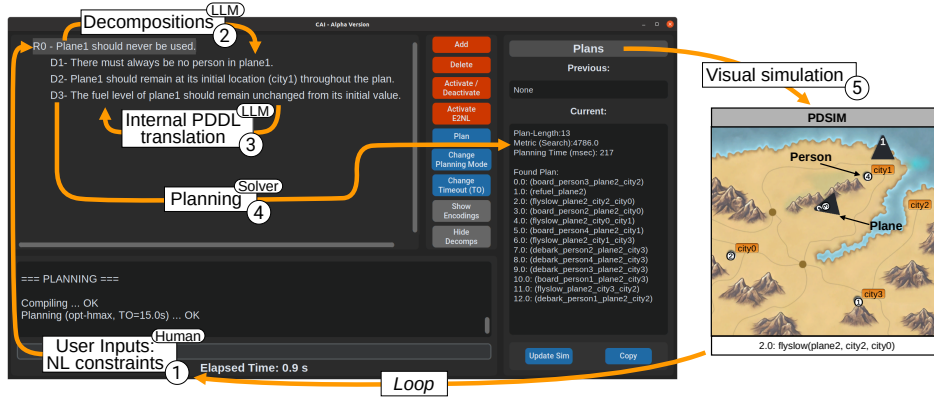 CAI - Alpha Version
Decompositions
LLM
2
R0 - Plane1 should never be used.
D1- There must always be no person in plane1.
D2- Plane1 should remain at its initial location (city1) throughout the plan.
D3- The fuel level of plane1 should remain unchanged from its initial value.
Internal PDDL
translation
LLM
3
Planning
Solver
4
=== PLANNING ===
Compiling ... OK
Planning (opt-hmax, TO=15.0s) ... OK
User Inputs:
NL constraints
Human
1
Elapsed Time: 0.9 s
Loop
Add
Delete
Activate /
Deactivate
Activate
E2NL
Plan
Change
Planning Mode
Change
Timeout (TO)
Show
Encodings
Hide
Decomps
Plans
Previous:
None
Current:
Plan-Length:13
Metric (Search):4786.0
Planning Time (msec): 217
Found Plan:
0.0: (board_person3_plane2_city2)
1.0: (refuel_plane2)
2.0: (flyslow_plane2_city2_city0)
3.0: (board_person2_plane2_city0)
4.0: (flyslow_plane2_city0_city1)
5.0: (board_person4_plane2_city1)
6.0: (flyslow_plane2_city1_city3)
7.0: (debark_person2_plane2_city3)
8.0: (debark_person4_plane2_city3)
9.0: (debark_person3_plane2_city3)
10.0: (board_person1_plane2_city3)
11.0: (flyslow_plane2_city3_city2)
12.0: (debark_person1_plane2_city2)
Update Sim
Copy
Visual simulation
5
PDSIM
1
Person
4
city1
city2
Plane
city0
2
city3
1
2.0: flyslow(plane2, city2, city0)